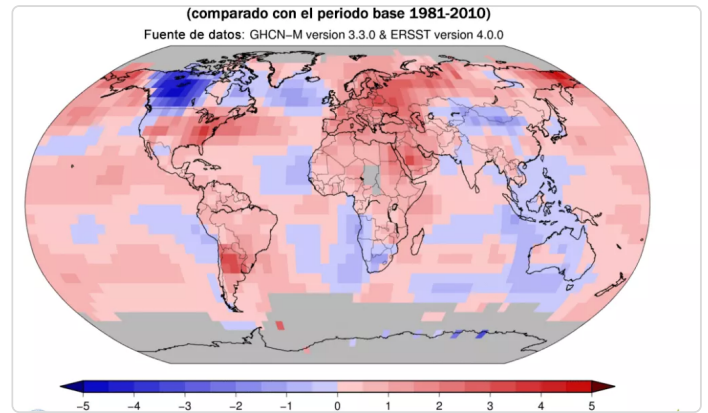 (comparado con el periodo base 1981-2010)
Fuente de datos: GHCN–M version 3.3.0 & ERSST version 4.0.0
−5 −4 −3 −2 −1 0 1 2 3 4 5